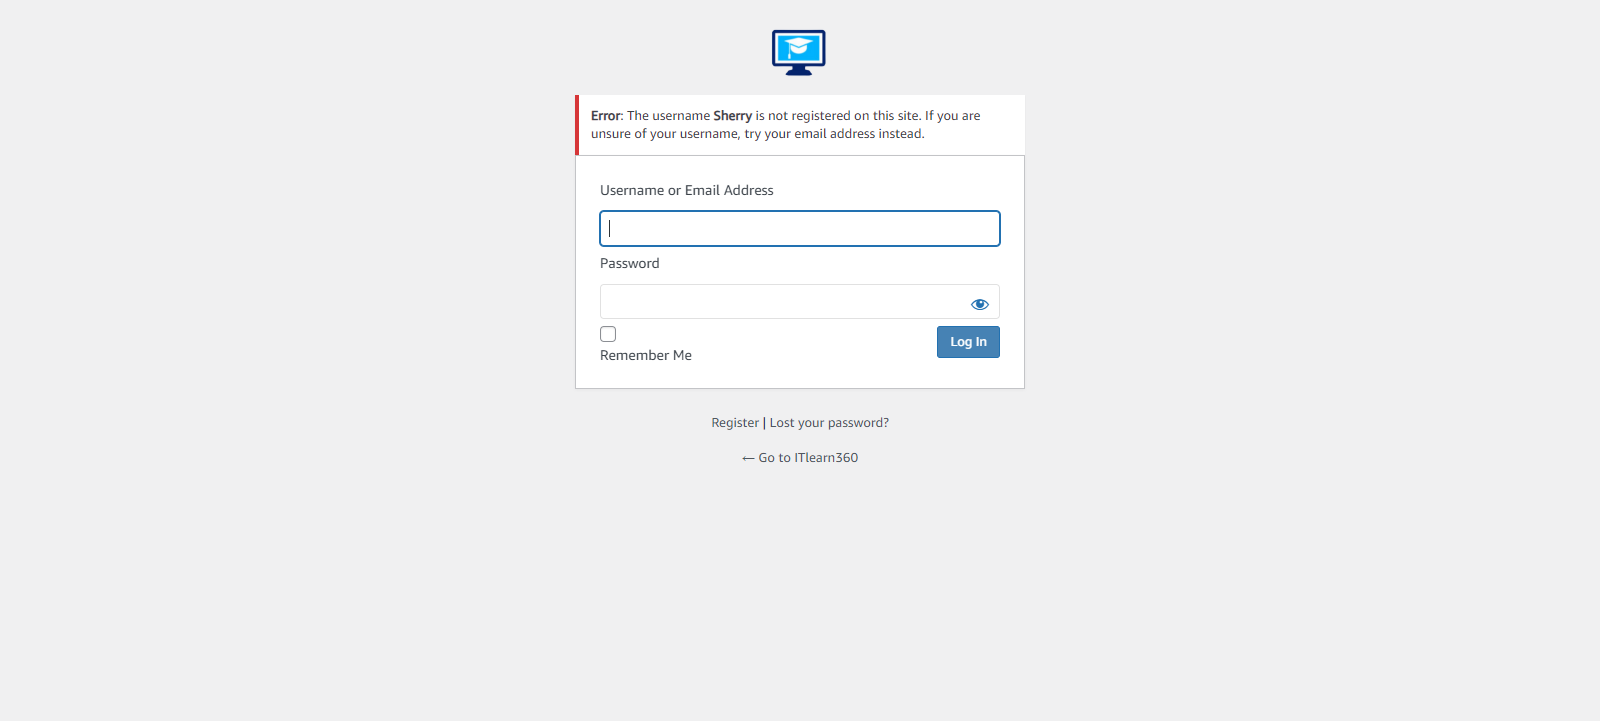 Error: The username Sherry is not registered on this site. If you are
unsure of your username, try your email address instead.
Username or Email Address
Password
Remember Me
Log In
Register | Lost your password?
← Go to ITlearn360